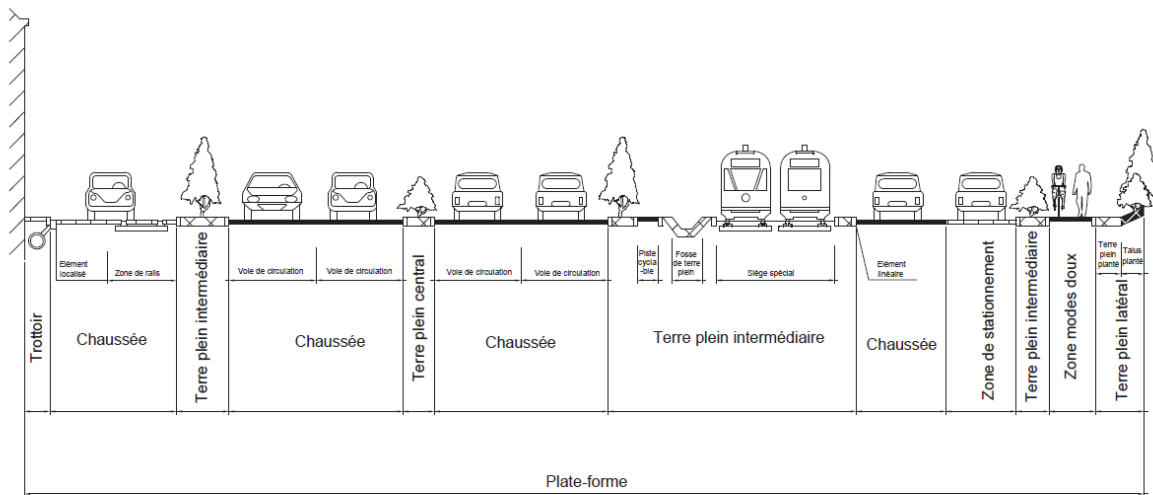 Elément
localisé
Zone de rails
Voie de circulation
Voie de circulation
Voie de circulation
Voie de circulation
Piste
cycla
-ble
Fosse
de terre
plein
Siège spécial
Elément
linéaire
Terre
plein
planté
Talus
planté
Trottoir
Chaussée
Terre plein intermédiaire
Chaussée
Terre plein central
Chaussée
Terre plein intermédiaire
Chaussée
Zone de stationnement
Terre plein intermédiaire
Zone modes doux
Terre plein latéral
Plate-forme